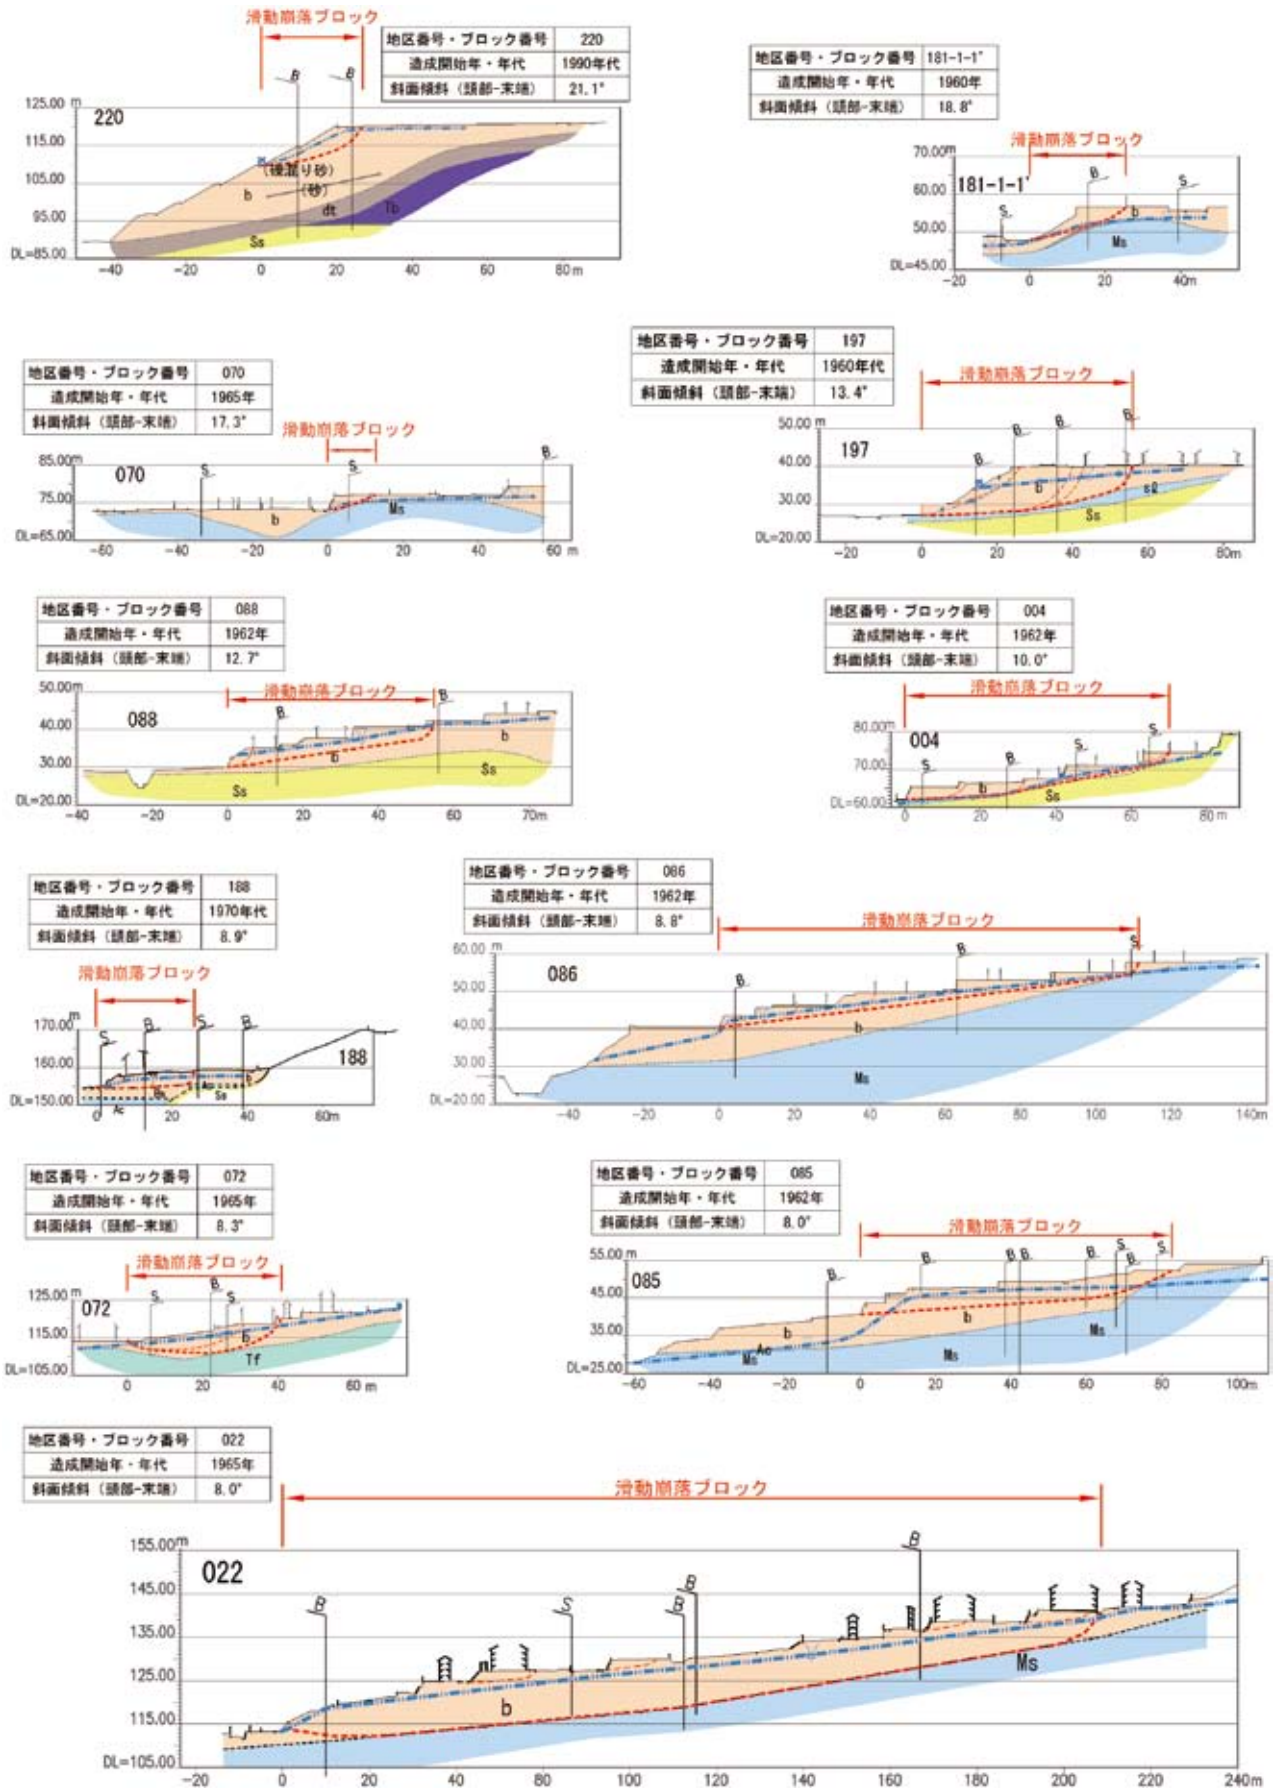 滑動崩落ブロック
地区番号・ブロック番号 220
造成開始年・年代 1990年代
斜面傾斜（頭部-末端） 21.1°
B B
125.00 m
220
115.00
105.00
95.00
DL=85.00
(礫混り砂)
b
(砂)
dt
Tb
Ss
-40 -20 0 20 40 60 80m
地区番号・ブロック番号 181-1-1'
造成開始年・年代 1960年
斜面傾斜（頭部-末端） 18.8°
滑動崩落ブロック
70.00m
181-1-1'
60.00
50.00
DL=45.00
S B S
b
Ms
-20 0 20 40m
地区番号・ブロック番号 070
造成開始年・年代 1965年
斜面傾斜（頭部-末端） 17.3°
滑動崩落ブロック
85.00m
070
75.00
DL=65.00
S S B
b
Ms
-60 -40 -20 0 20 40 60 m
地区番号・ブロック番号 197
造成開始年・年代 1960年代
斜面傾斜（頭部-末端） 13.4°
滑動崩落ブロック
50.00 m
197
40.00
30.00
DL=20.00
B B B B
b
Ss
-20 0 20 40 60 80m
地区番号・ブロック番号 088
造成開始年・年代 1962年
斜面傾斜（頭部-末端） 12.7°
滑動崩落ブロック
50.00m
088
40.00
30.00
DL=20.00
B B
b
b
Ss
Ss
-40 -20 0 20 40 60 70m
地区番号・ブロック番号 004
造成開始年・年代 1962年
斜面傾斜（頭部-末端） 10.0°
滑動崩落ブロック
80.00m
004
70.00
DL=60.00
S B S S
b
Ss
0 20 40 60 80 m
地区番号・ブロック番号 188
造成開始年・年代 1970年代
斜面傾斜（頭部-末端） 8.9°
滑動崩落ブロック
170.00m
188
160.00
DL=150.00
S B S B
Ac
Ss
0 20 40 60m
地区番号・ブロック番号 086
造成開始年・年代 1962年
斜面傾斜（頭部-末端） 8.8°
滑動崩落ブロック
60.00 m
086
50.00
40.00
30.00
DL=20.00
B B S
b
Ms
-40 -20 0 20 40 60 80 100 120 140m
地区番号・ブロック番号 072
造成開始年・年代 1965年
斜面傾斜（頭部-末端） 8.3°
滑動崩落ブロック
125.00m
072
115.00
DL=105.00
S B S
b
Tf
0 20 40 60 m
地区番号・ブロック番号 085
造成開始年・年代 1962年
斜面傾斜（頭部-末端） 8.0°
滑動崩落ブロック
55.00 m
085
45.00
35.00
DL=25.00
B B B B B S B S
b
b
Ac
Ms
Ms
Ms
-60 -40 -20 0 20 40 60 80 100m
地区番号・ブロック番号 022
造成開始年・年代 1965年
斜面傾斜（頭部-末端） 8.0°
滑動崩落ブロック
155.00m
022
145.00
135.00
125.00
115.00
DL=105.00
B S B B B
b
Ms
-20 0 20 40 60 80 100 120 140 160 180 200 220 240m